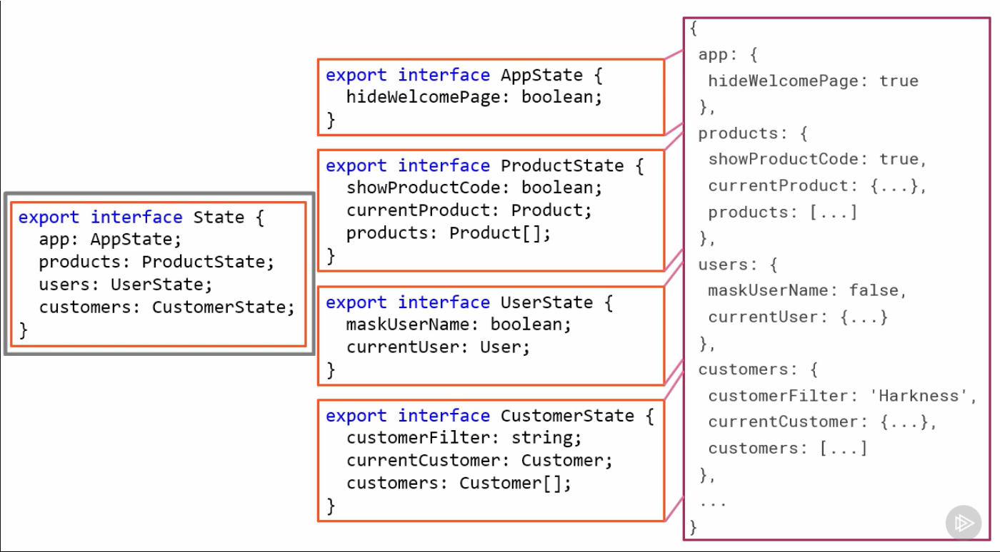 export interface State {
  app: AppState;
  products: ProductState;
  users: UserState;
  customers: CustomerState;
}
export interface AppState {
  hideWelcomePage: boolean;
}
export interface ProductState {
  showProductCode: boolean;
  currentProduct: Product;
  products: Product[];
}
export interface UserState {
  maskUserName: boolean;
  currentUser: User;
}
export interface CustomerState {
  customerFilter: string;
  currentCustomer: Customer;
  customers: Customer[];
}
{
 app: {
  hideWelcomePage: true
 },
 products: {
  showProductCode: true,
  currentProduct: {...},
  products: [...]
 },
 users: {
  maskUserName: false,
  currentUser: {...}
 },
 customers: {
  customerFilter: 'Harkness',
  currentCustomer: {...},
  customers: [...]
 },
 ...
}